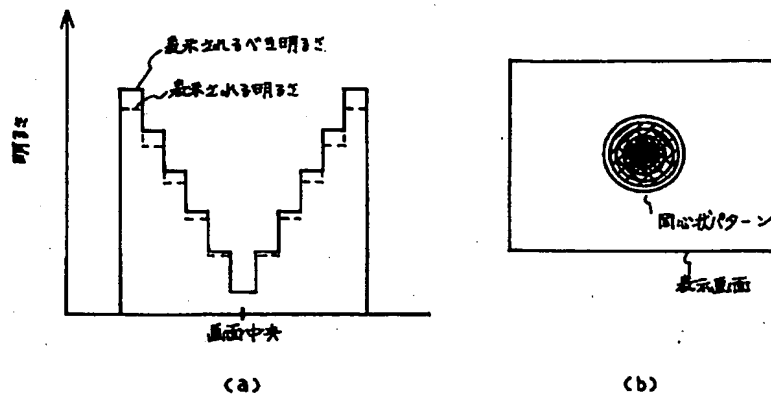 表示されるべき明るさ
表示される明るさ
明るさ
画面中央
(a)
同心状パターン
表示画面
(b)